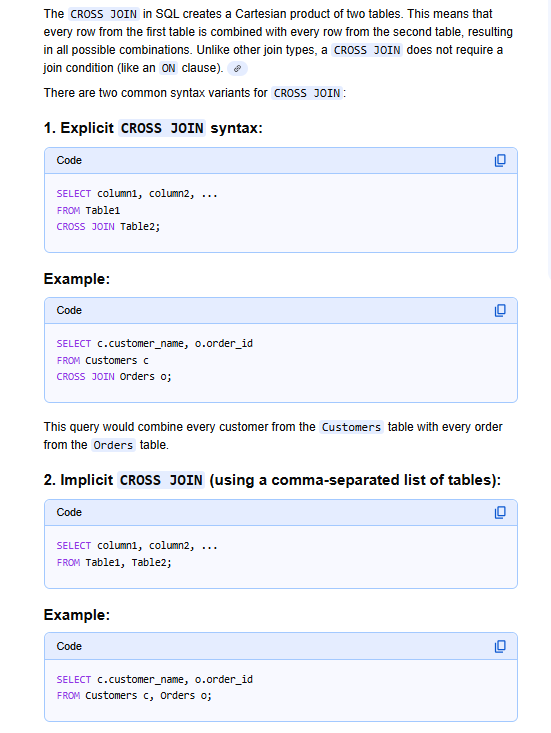 The CROSS JOIN in SQL creates a Cartesian product of two tables. This means that
every row from the first table is combined with every row from the second table, resulting
in all possible combinations. Unlike other join types, a CROSS JOIN does not require a
join condition (like an ON clause).
There are two common syntax variants for CROSS JOIN:
1. Explicit CROSS JOIN syntax:
Code
SELECT column1, column2, ...
FROM Table1
CROSS JOIN Table2;
Example:
Code
SELECT c.customer_name, o.order_id
FROM Customers c
CROSS JOIN Orders o;
This query would combine every customer from the Customers table with every order
from the Orders table.
2. Implicit CROSS JOIN (using a comma-separated list of tables):
Code
SELECT column1, column2, ...
FROM Table1, Table2;
Example:
Code
SELECT c.customer_name, o.order_id
FROM Customers c, Orders o;